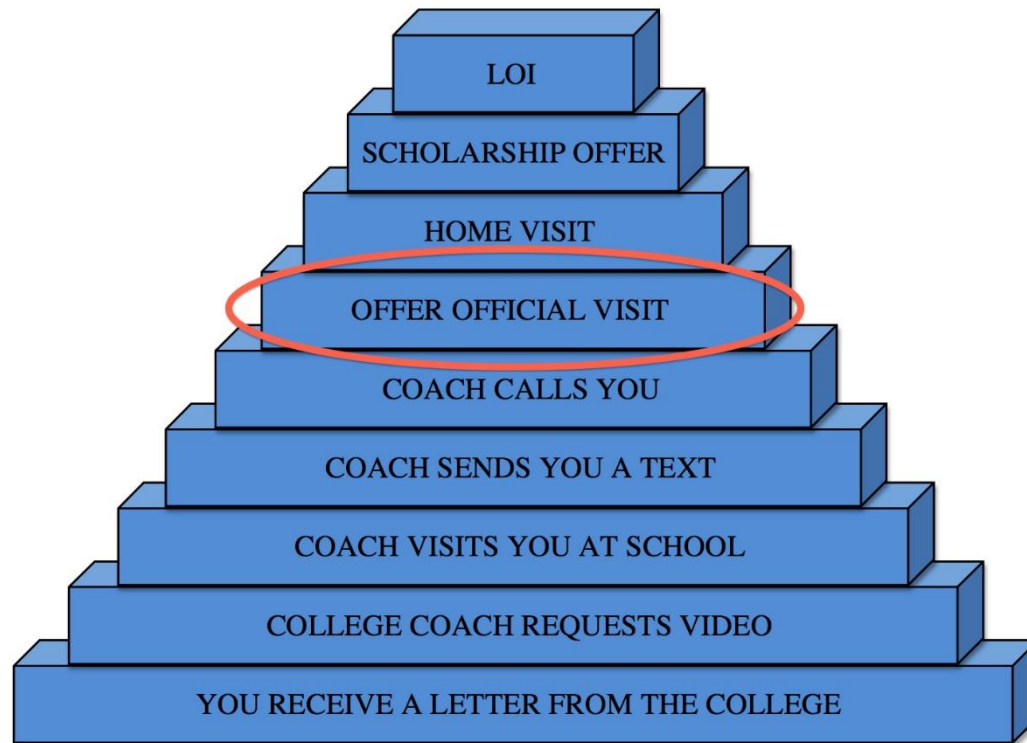 LOI
SCHOLARSHIP OFFER
HOME VISIT
OFFER OFFICIAL VISIT
COACH CALLS YOU
COACH SENDS YOU A TEXT
COACH VISITS YOU AT SCHOOL
COLLEGE COACH REQUESTS VIDEO
YOU RECEIVE A LETTER FROM THE COLLEGE